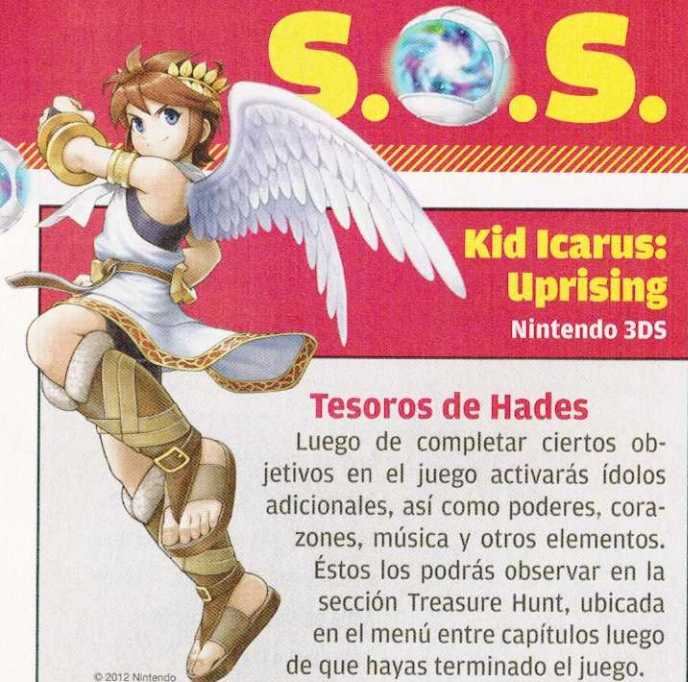 S.O.S.
Kid Icarus:
Uprising
Nintendo 3DS
Tesoros de Hades
Luego de completar ciertos ob-
jetivos en el juego activarás ídolos
adicionales, así como poderes, cora-
zones, música y otros elementos.
Éstos los podrás observar en la
sección Treasure Hunt, ubicada
en el menú entre capítulos luego
de que hayas terminado el juego.
© 2012 Nintendo